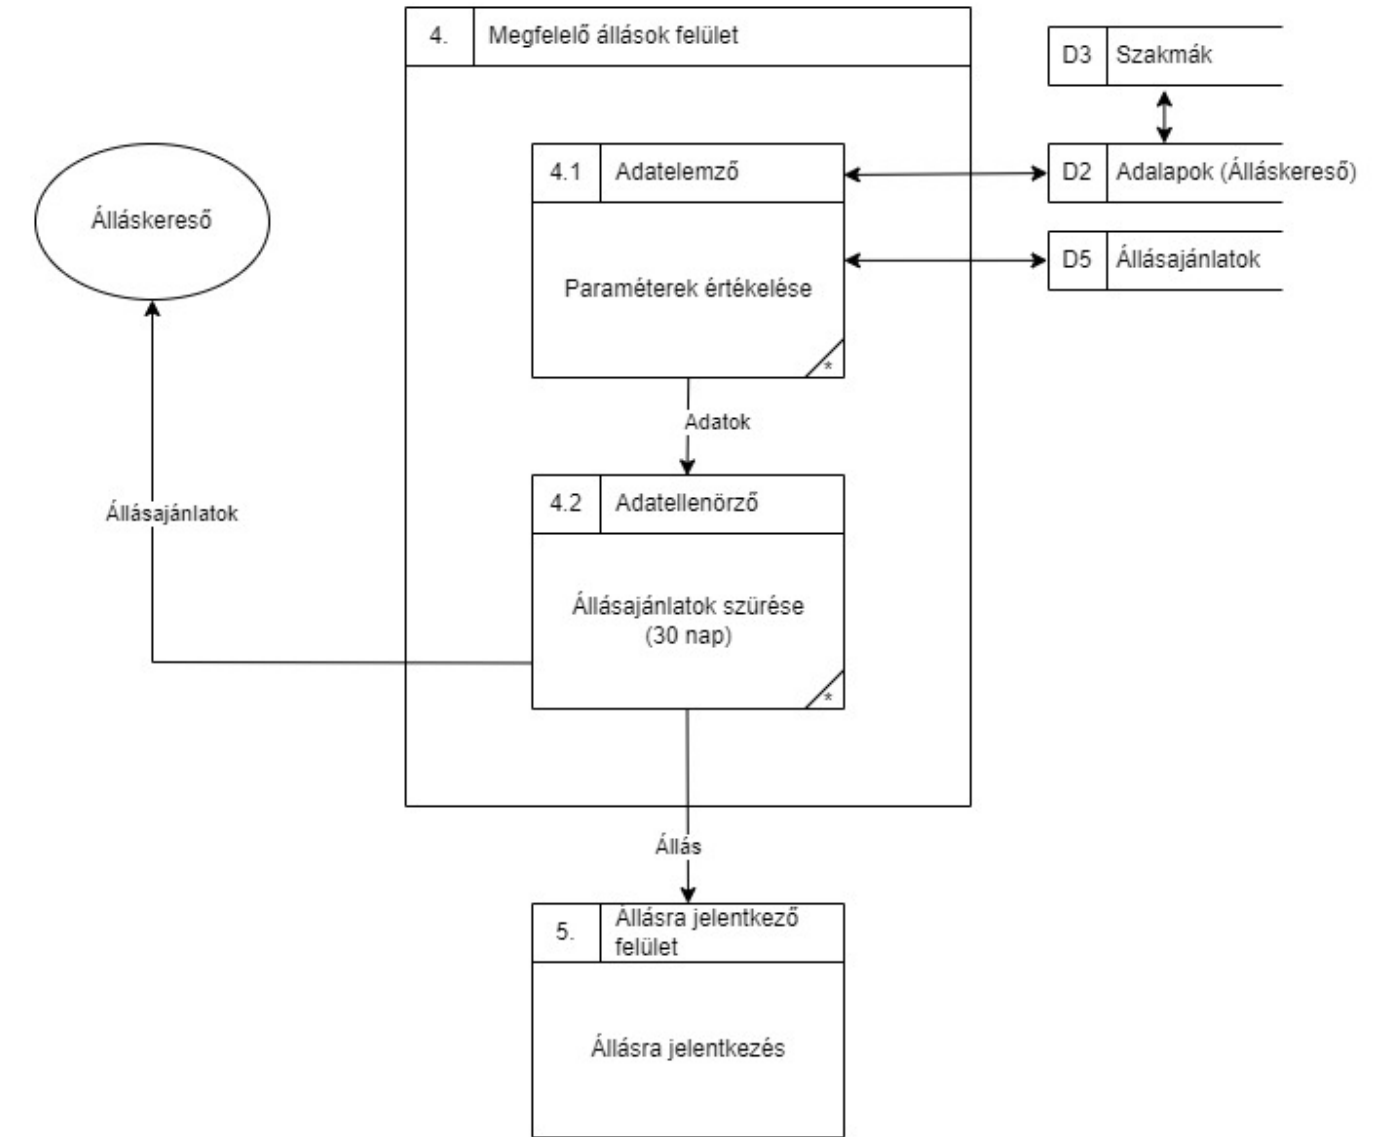 4. Megfelelő állások felület
D3 Szakmák
4.1 Adatelemző
D2 Adalapok (Álláskereső)
Álláskereső
D5 Állásajánlatok
Paraméterek értékelése
*
Adatok
4.2 Adatellenörző
Állásajánlatok
Állásajánlatok szürése
(30 nap)
*
Állás
5. Állásra jelentkező
felület
Állásra jelentkezés